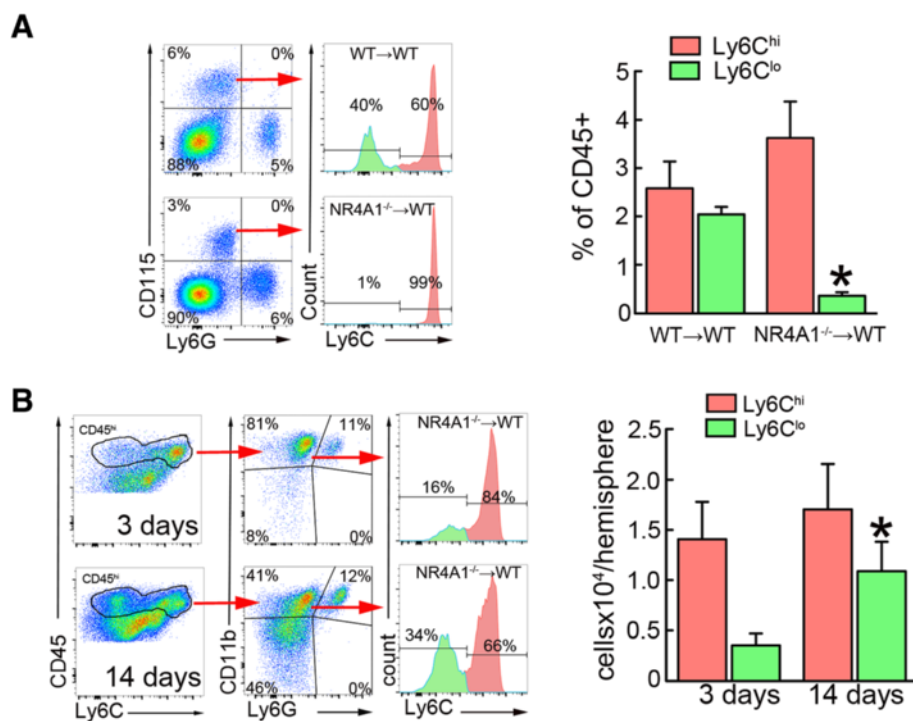 A
6%
0%
88%
5%
3%
0%
90%
6%
CD115
Ly6G
WT→WT
40%
60%
NR4A1⁻/⁻→WT
1%
99%
Count
Ly6C
Ly6Cʰⁱ
Ly6Cˡᵒ
% of CD45+
5
4
3
2
1
0
*
WT→WT
NR4A1⁻/⁻→WT
B
CD45ʰⁱ
3 days
CD45ʰⁱ
14 days
CD45
Ly6C
81%
11%
8%
0%
41%
12%
46%
0%
CD11b
Ly6G
NR4A1⁻/⁻→WT
16%
84%
NR4A1⁻/⁻→WT
34%
66%
count
Ly6C
Ly6Cʰⁱ
Ly6Cˡᵒ
cellsx10⁴/hemisphere
2.5
2.0
1.5
1.0
0.5
0
*
3 days
14 days